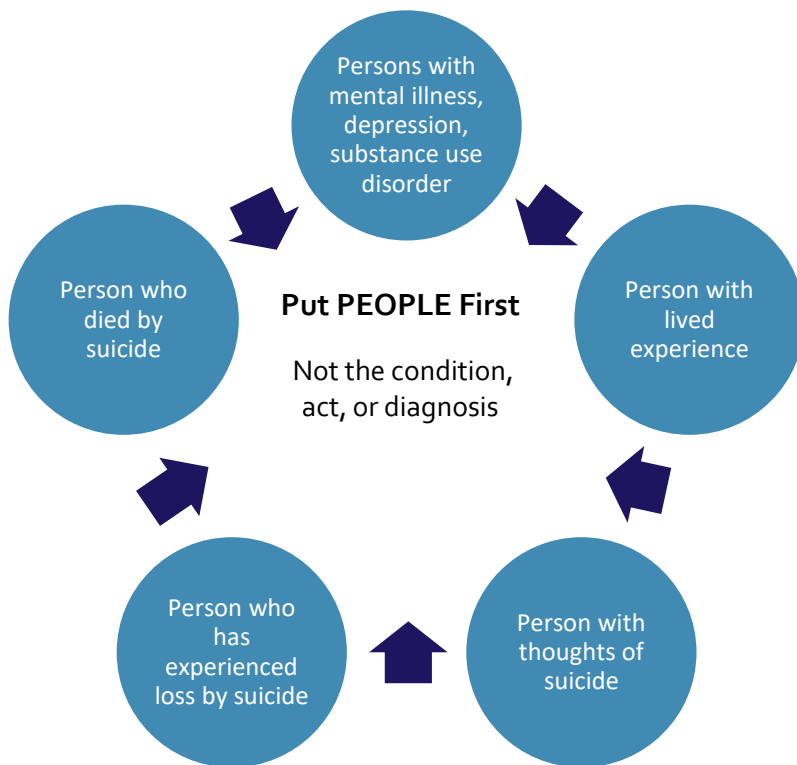 Persons with
mental illness,
depression,
substance use
disorder
Person with
lived
experience
Person with
thoughts of
suicide
Person who
has
experienced
loss by suicide
Person who
died by
suicide
Put PEOPLE First
Not the condition,
act, or diagnosis